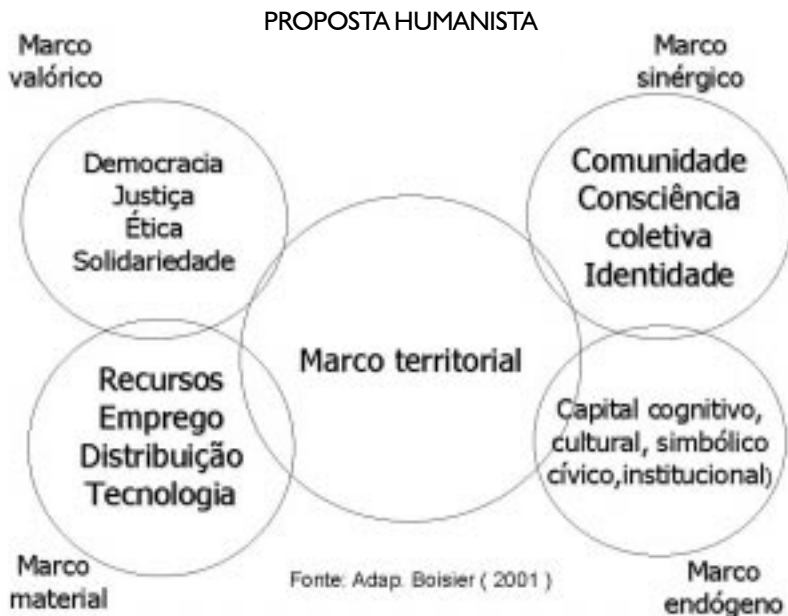 PROPOSTA HUMANISTA
Marco
valórico
Marco
sinérgico
Democracia
Justiça
Ética
Solidariedade
Comunidade
Consciência
coletiva
Identidade
Marco territorial
Recursos
Emprego
Distribuição
Tecnologia
Capital cognitivo,
cultural, simbólico
cívico,institucional)
Marco
material
Fonte: Adap. Boisier ( 2001 )
Marco
endógeno